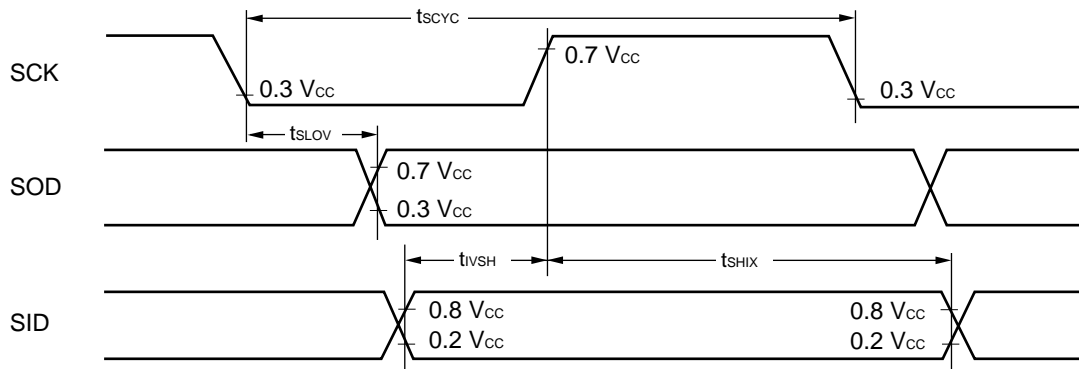 tSCYC
SCK
0.7 VCC
0.3 VCC
0.3 VCC
tSLOV
SOD
0.7 VCC
0.3 VCC
tIVSH
tSHIX
SID
0.8 VCC
0.8 VCC
0.2 VCC
0.2 VCC